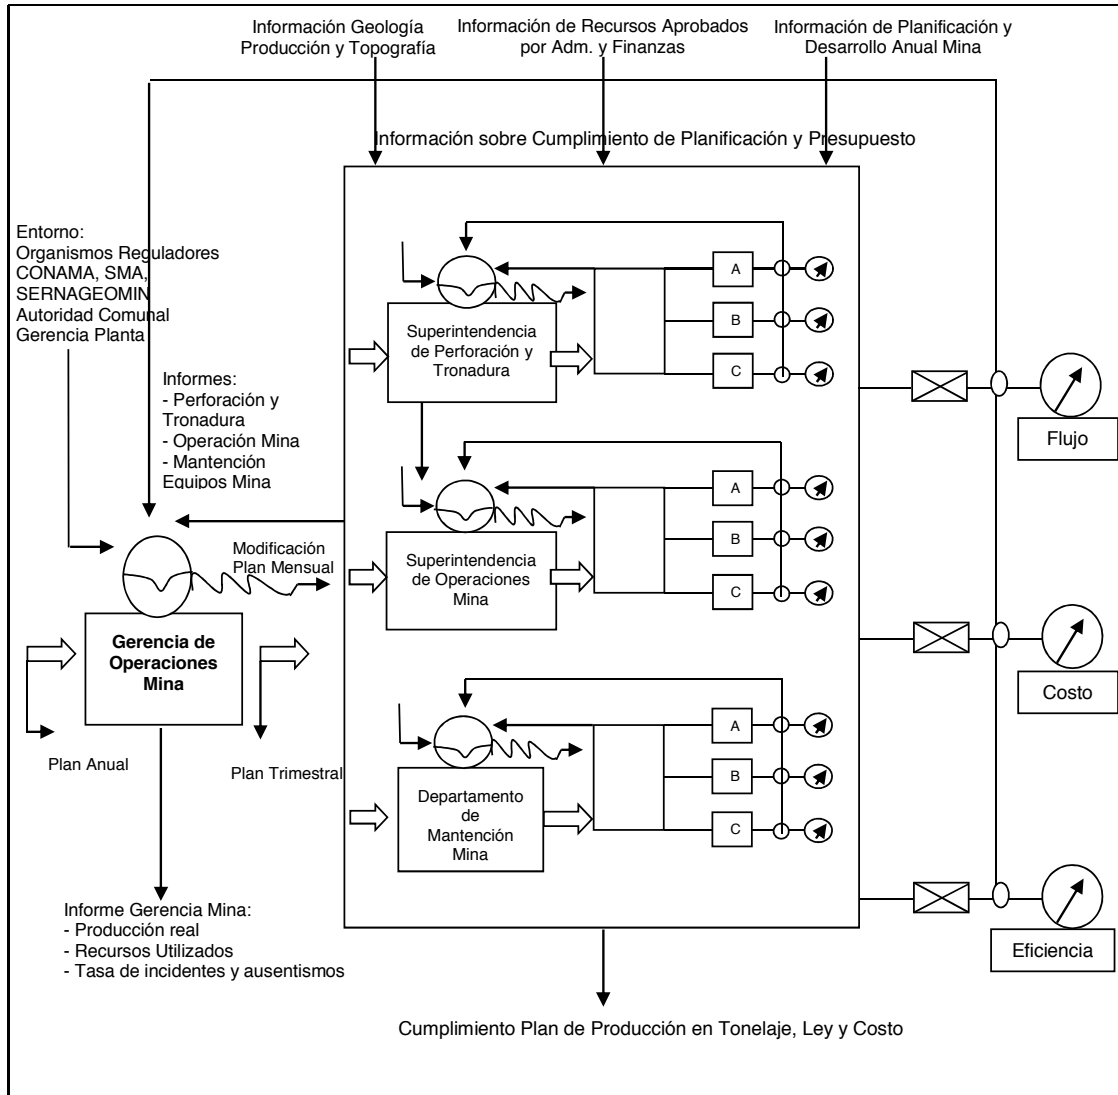 Información Geología
Producción y Topografía
Información de Recursos Aprobados
por Adm. y Finanzas
Información de Planificación y
Desarrollo Anual Mina
Información sobre Cumplimiento de Planificación y Presupuesto
Entorno:
Organismos Reguladores
CONAMA, SMA,
SERNAGEOMIN
Autoridad Comunal
Gerencia Planta
Informes:
- Perforación y
Tronadura
- Operación Mina
- Mantención
Equipos Mina
Superintendencia
de Perforación y
Tronadura
A
B
C
Superintendencia
de Operaciones
Mina
A
B
C
Departamento
de
Mantención
Mina
A
B
C
Modificación
Plan Mensual
Gerencia de
Operaciones
Mina
Plan Anual
Plan Trimestral
Informe Gerencia Mina:
- Producción real
- Recursos Utilizados
- Tasa de incidentes y ausentismos
Flujo
Costo
Eficiencia
Cumplimiento Plan de Producción en Tonelaje, Ley y Costo